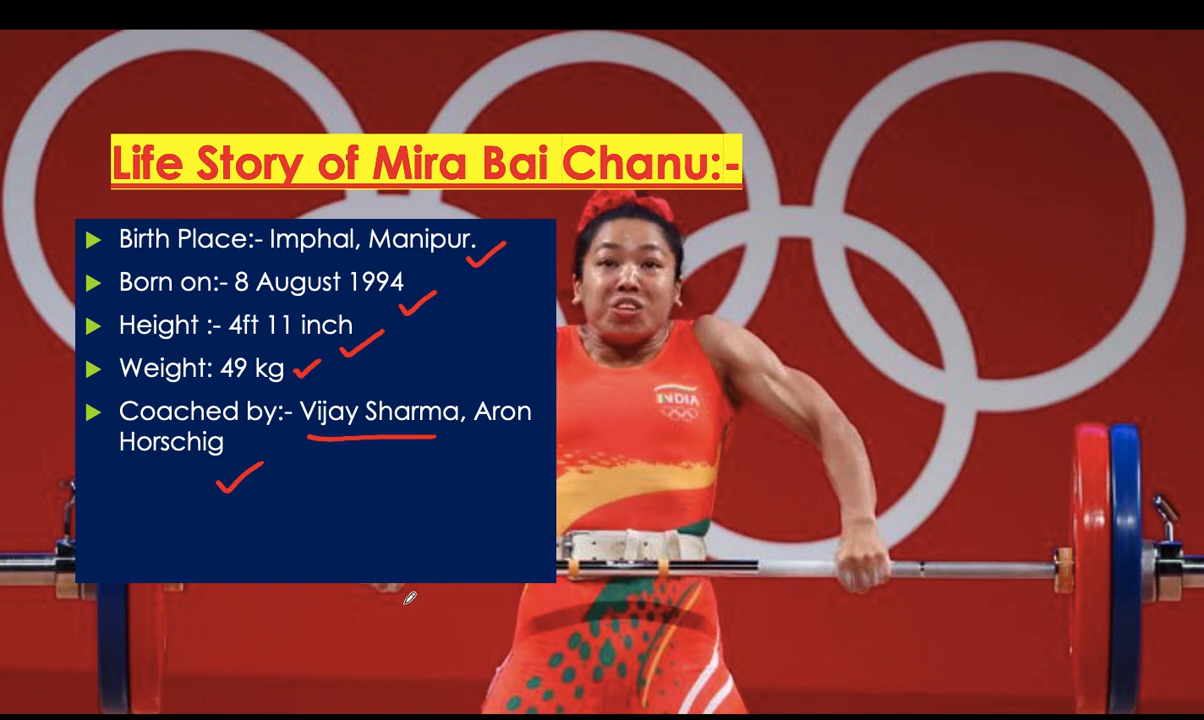 Life Story of Mira Bai Chanu:-
Birth Place:- Imphal, Manipur.
Born on:- 8 August 1994
Height :- 4ft 11 inch
Weight: 49 kg
Coached by:- Vijay Sharma, Aron
Horschig
INDIA